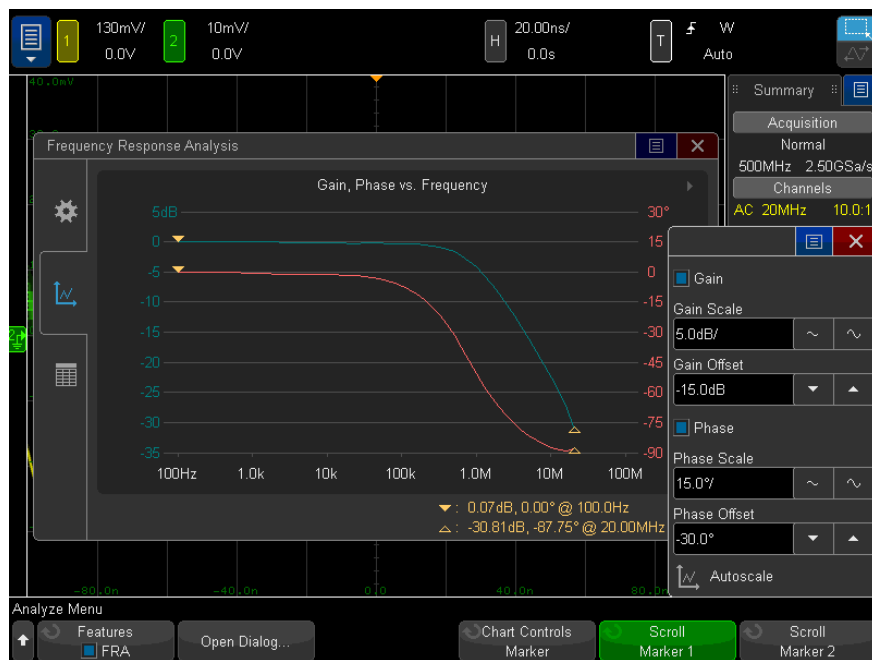 1
130mV/
0.0V
2
10mV/
0.0V
H
20.00ns/
0.0s
T
W
Auto
40.0mV
Summary
Acquisition
Normal
500MHz 2.50GSa/s
Channels
AC 20MHz 10.0:1
Frequency Response Analysis
Gain, Phase vs. Frequency
5dB
0
-5
-10
-15
-20
-25
-30
-35
30°
15
0
-15
-30
-45
-60
-75
-90
100Hz 1.0k 10k 100k 1.0M 10M 100M
0.07dB, 0.00° @ 100.0Hz
-30.81dB, -87.75° @ 20.00MHz
Gain
Gain Scale
5.0dB/
Gain Offset
-15.0dB
Phase
Phase Scale
15.0°/
Phase Offset
-30.0°
Autoscale
2
-80.0n -40.0n 0.0 40.0n 80.0n
Analyze Menu
Features
FRA
Open Dialog...
Chart Controls
Marker
Scroll
Marker 1
Scroll
Marker 2